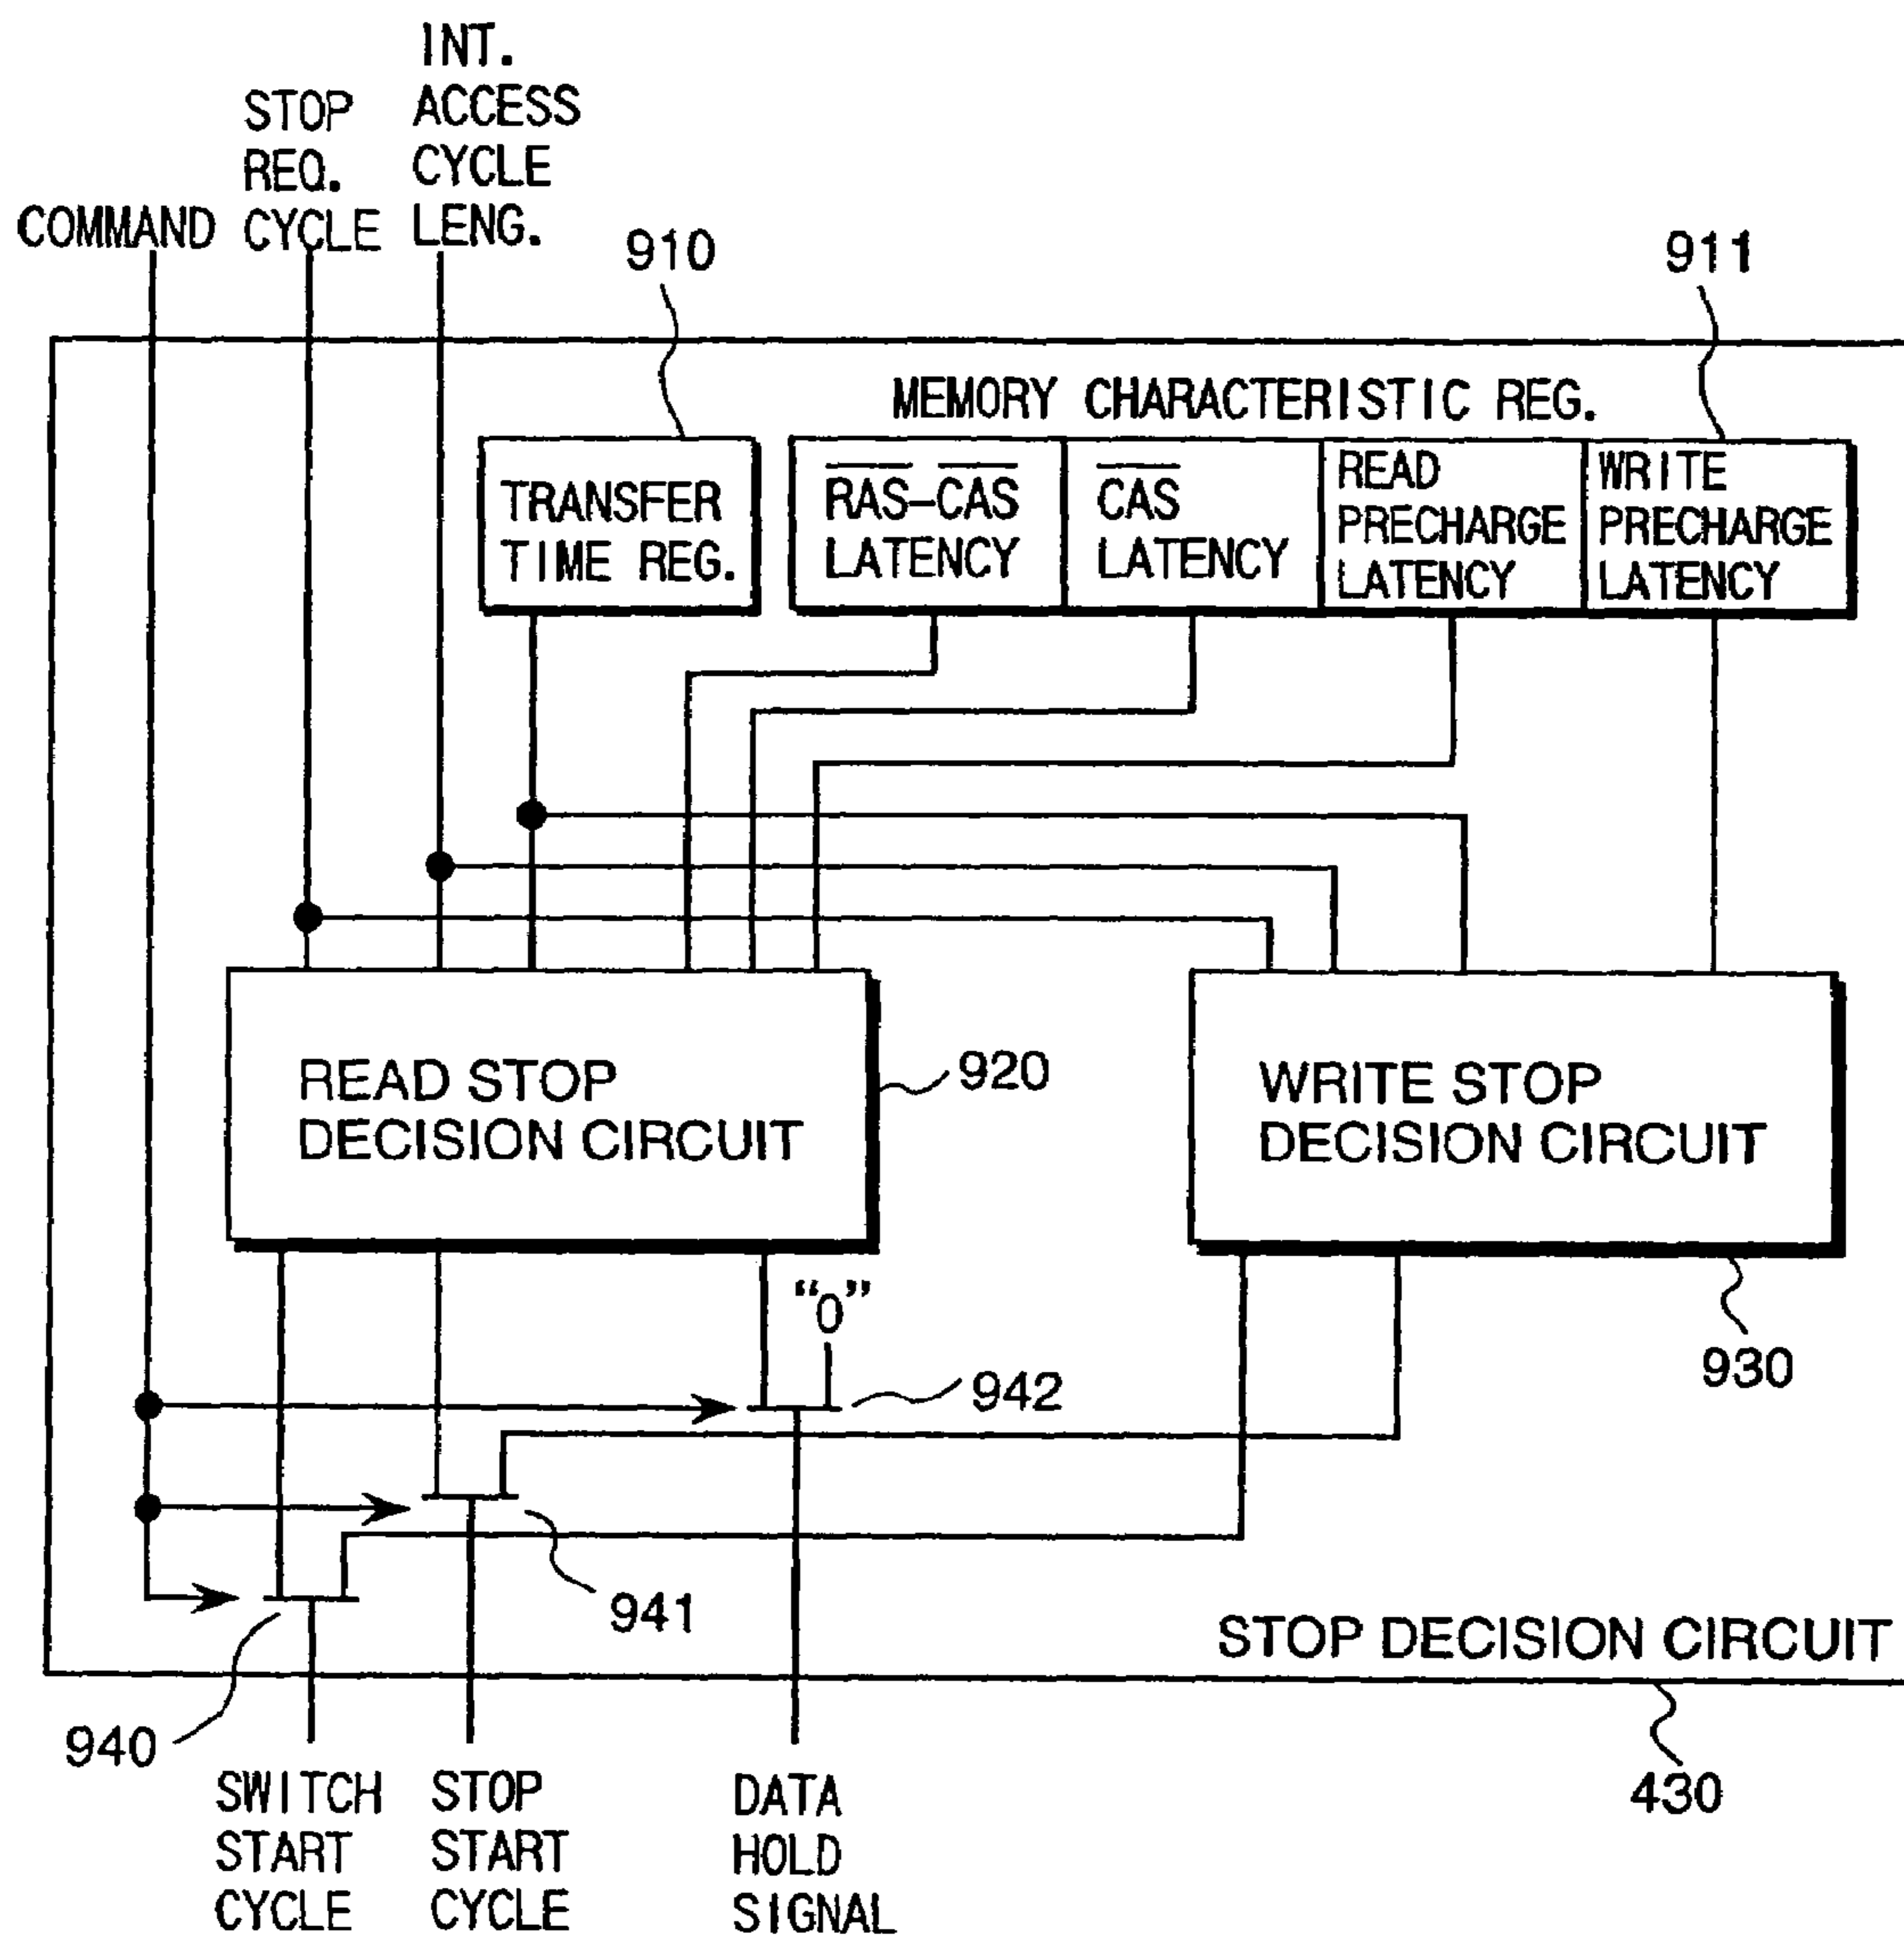 INT.
ACCESS
CYCLE
LENG.
STOP
REQ.
CYCLE
COMMAND
910
911
MEMORY CHARACTERISTIC REG.
TRANSFER
TIME REG.
RAS-CAS
LATENCY
CAS
LATENCY
READ
PRECHARGE
LATENCY
WRITE
PRECHARGE
LATENCY
READ STOP
DECISION CIRCUIT
920
WRITE STOP
DECISION CIRCUIT
930
“0”
942
941
940
STOP DECISION CIRCUIT
430
SWITCH
START
CYCLE
STOP
START
CYCLE
DATA
HOLD
SIGNAL